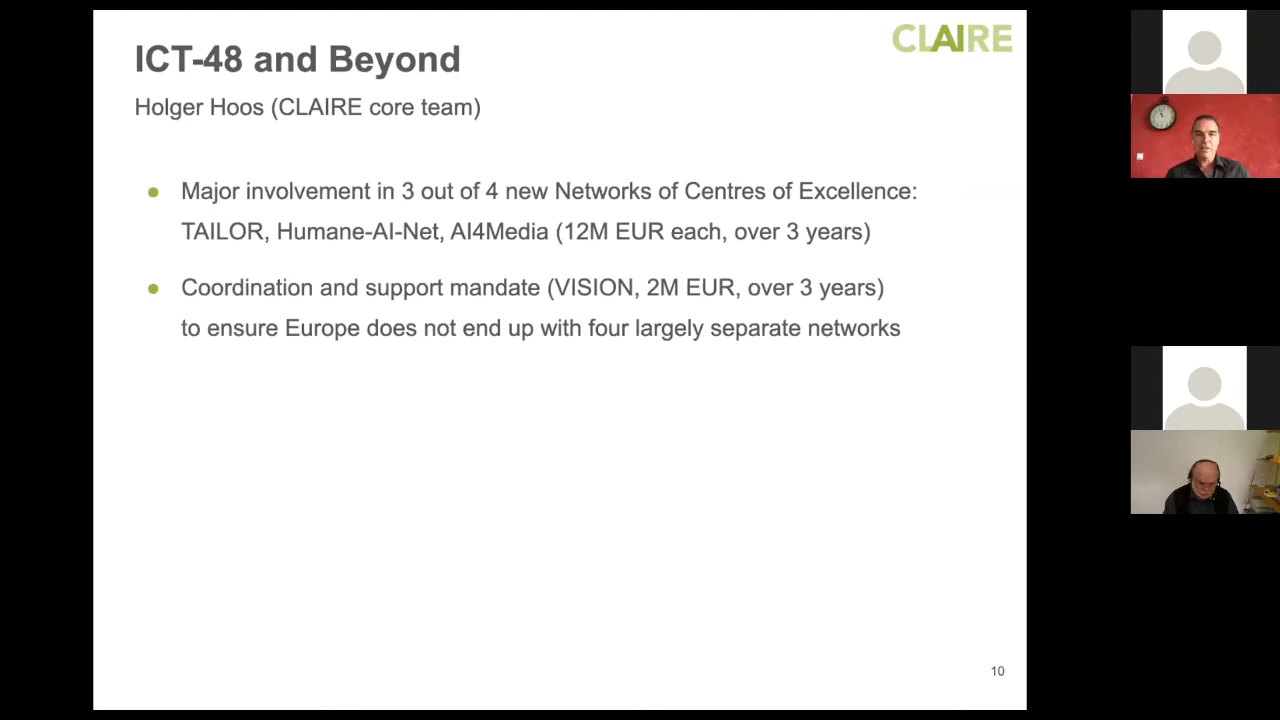 CLAIRE
ICT-48 and Beyond
Holger Hoos (CLAIRE core team)
Major involvement in 3 out of 4 new Networks of Centres of Excellence:
TAILOR, Humane-AI-Net, AI4Media (12M EUR each, over 3 years)
Coordination and support mandate (VISION, 2M EUR, over 3 years)
to ensure Europe does not end up with four largely separate networks
10